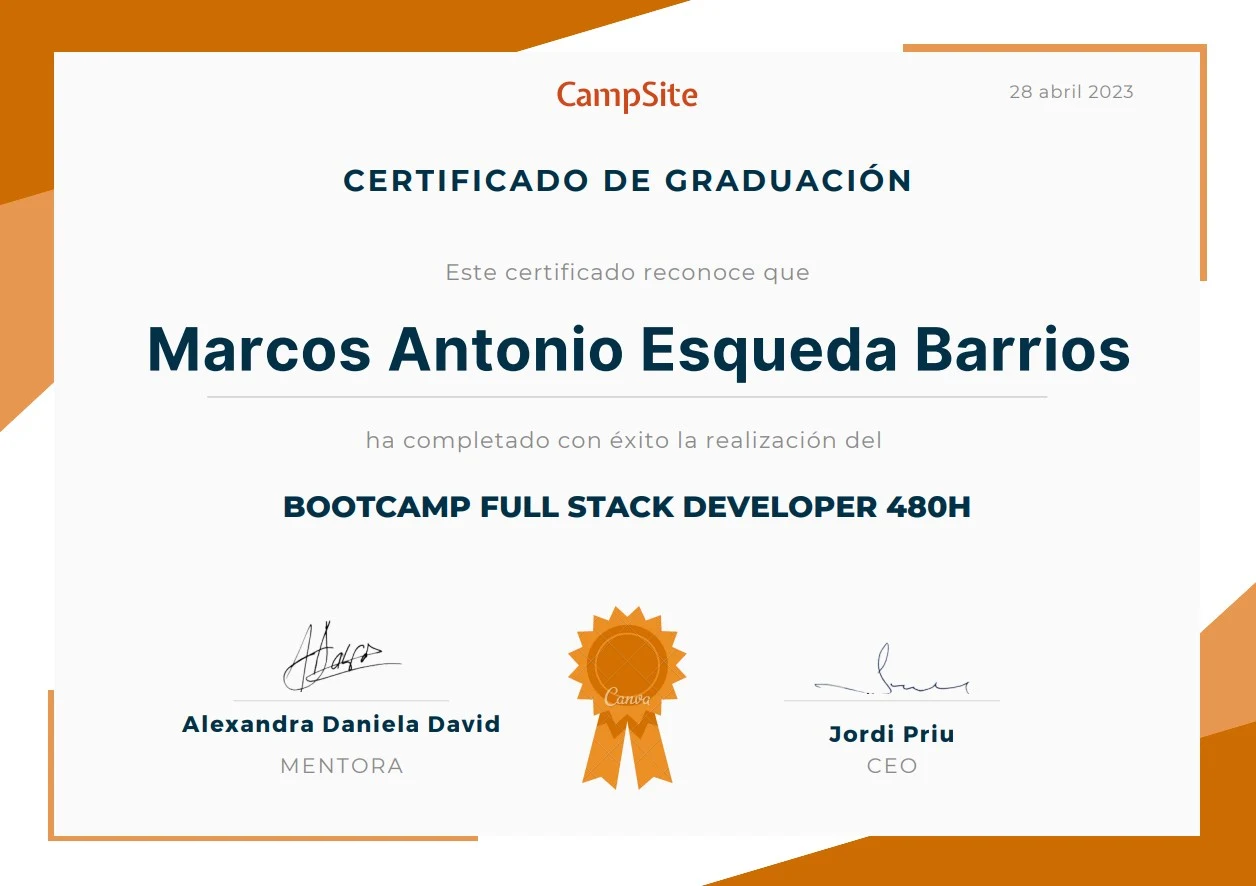 CampSite
28 abril 2023
CERTIFICADO DE GRADUACIÓN
Este certificado reconoce que
Marcos Antonio Esqueda Barrios
ha completado con éxito la realización del
BOOTCAMP FULL STACK DEVELOPER 480H
Canva
Alexandra Daniela David
MENTORA
Jordi Priu
CEO